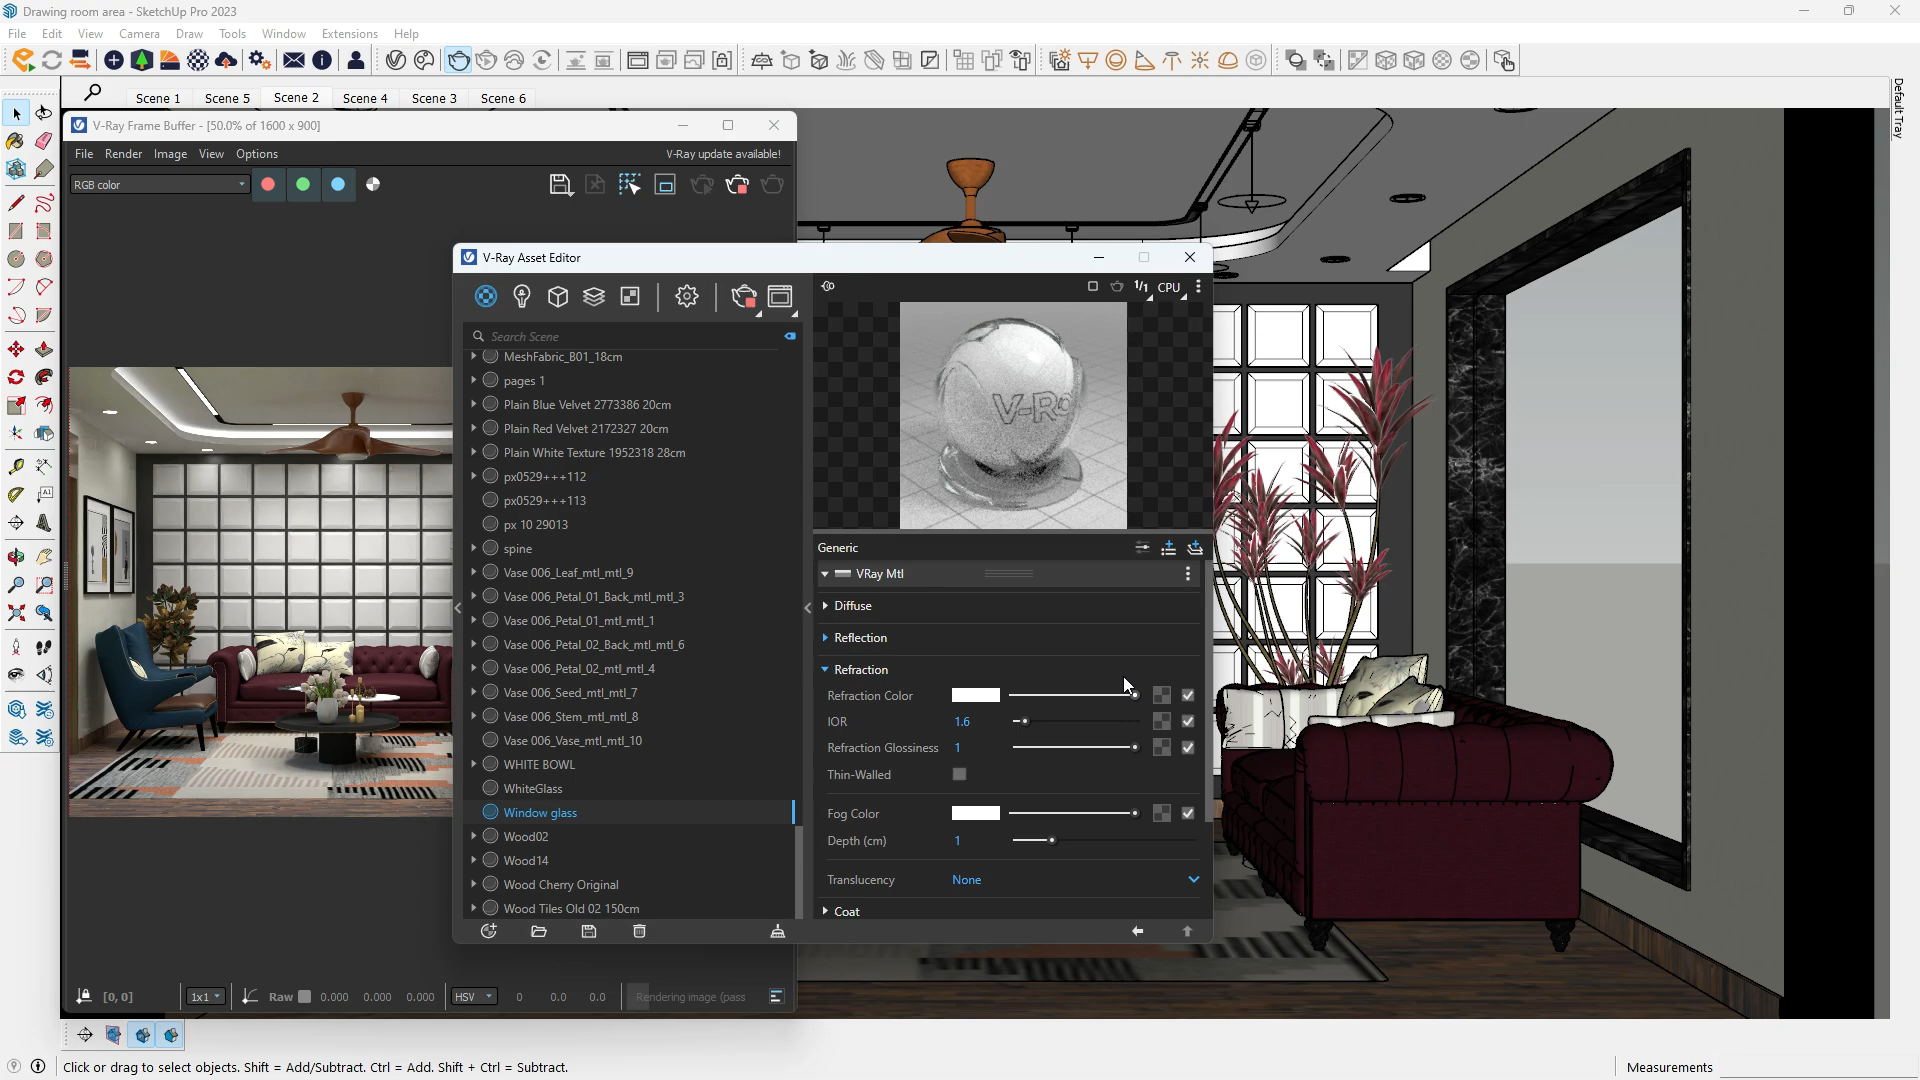 Drawing room area - SketchUp Pro 2023
File Edit View Camera Draw Tools Window Extensions Help
Scene 1 Scene 5 Scene 2 Scene 4 Scene 3 Scene 6
Default Tray
V-Ray Frame Buffer - [50.0% of 1600 x 900]
File Render Image View Options V-Ray update available!
RGB color
V-Ray Asset Editor
1/1 CPU
Search Scene
MeshFabric_B01_18cm
pages 1
Plain Blue Velvet 2773386 20cm
Plain Red Velvet 2172327 20cm
Plain White Texture 1952318 28cm
px0529+++112
px0529+++113
px 10 29013
spine
Vase 006_Leaf_mtl_mtl_9
Vase 006_Petal_01_Back_mtl_mtl_3
Vase 006_Petal_01_mtl_mtl_1
Vase 006_Petal_02_Back_mtl_mtl_6
Vase 006_Petal_02_mtl_mtl_4
Vase 006_Seed_mtl_mtl_7
Vase 006_Stem_mtl_mtl_8
Vase 006_Vase_mtl_mtl_10
WHITE BOWL
WhiteGlass
Window glass
Wood02
Wood14
Wood Cherry Original
Wood Tiles Old 02 150cm
Generic
VRay Mtl
Diffuse
Reflection
Refraction
Refraction Color
IOR 1.6
Refraction Glossiness 1
Thin-Walled
Fog Color
Depth (cm) 1
Translucency None
Coat
[0, 0] 1x1 Raw 0.000 0.000 0.000 HSV 0 0.0 0.0 Rendering image (pass
Click or drag to select objects. Shift = Add/Subtract. Ctrl = Add. Shift + Ctrl = Subtract.
Measurements